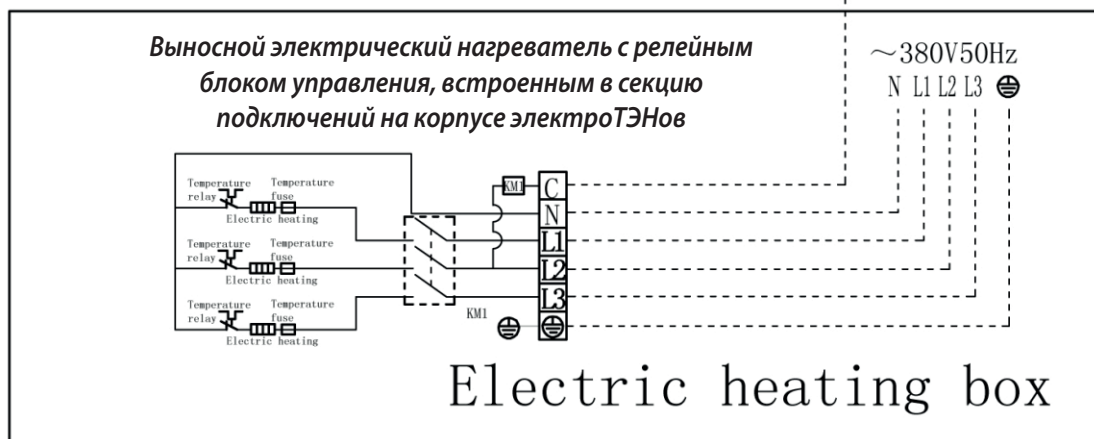 Выносной электрический нагреватель с релейным
блоком управления, встроенным в секцию
подключений на корпусе электроТЭНов
~380V50Hz
N L1 L2 L3
Temperature relay
Temperature fuse
Electric heating
Temperature relay
Temperature fuse
Electric heating
Temperature relay
Temperature fuse
Electric heating
KM1
C
N
L1
L2
L3
KM1
Electric heating box